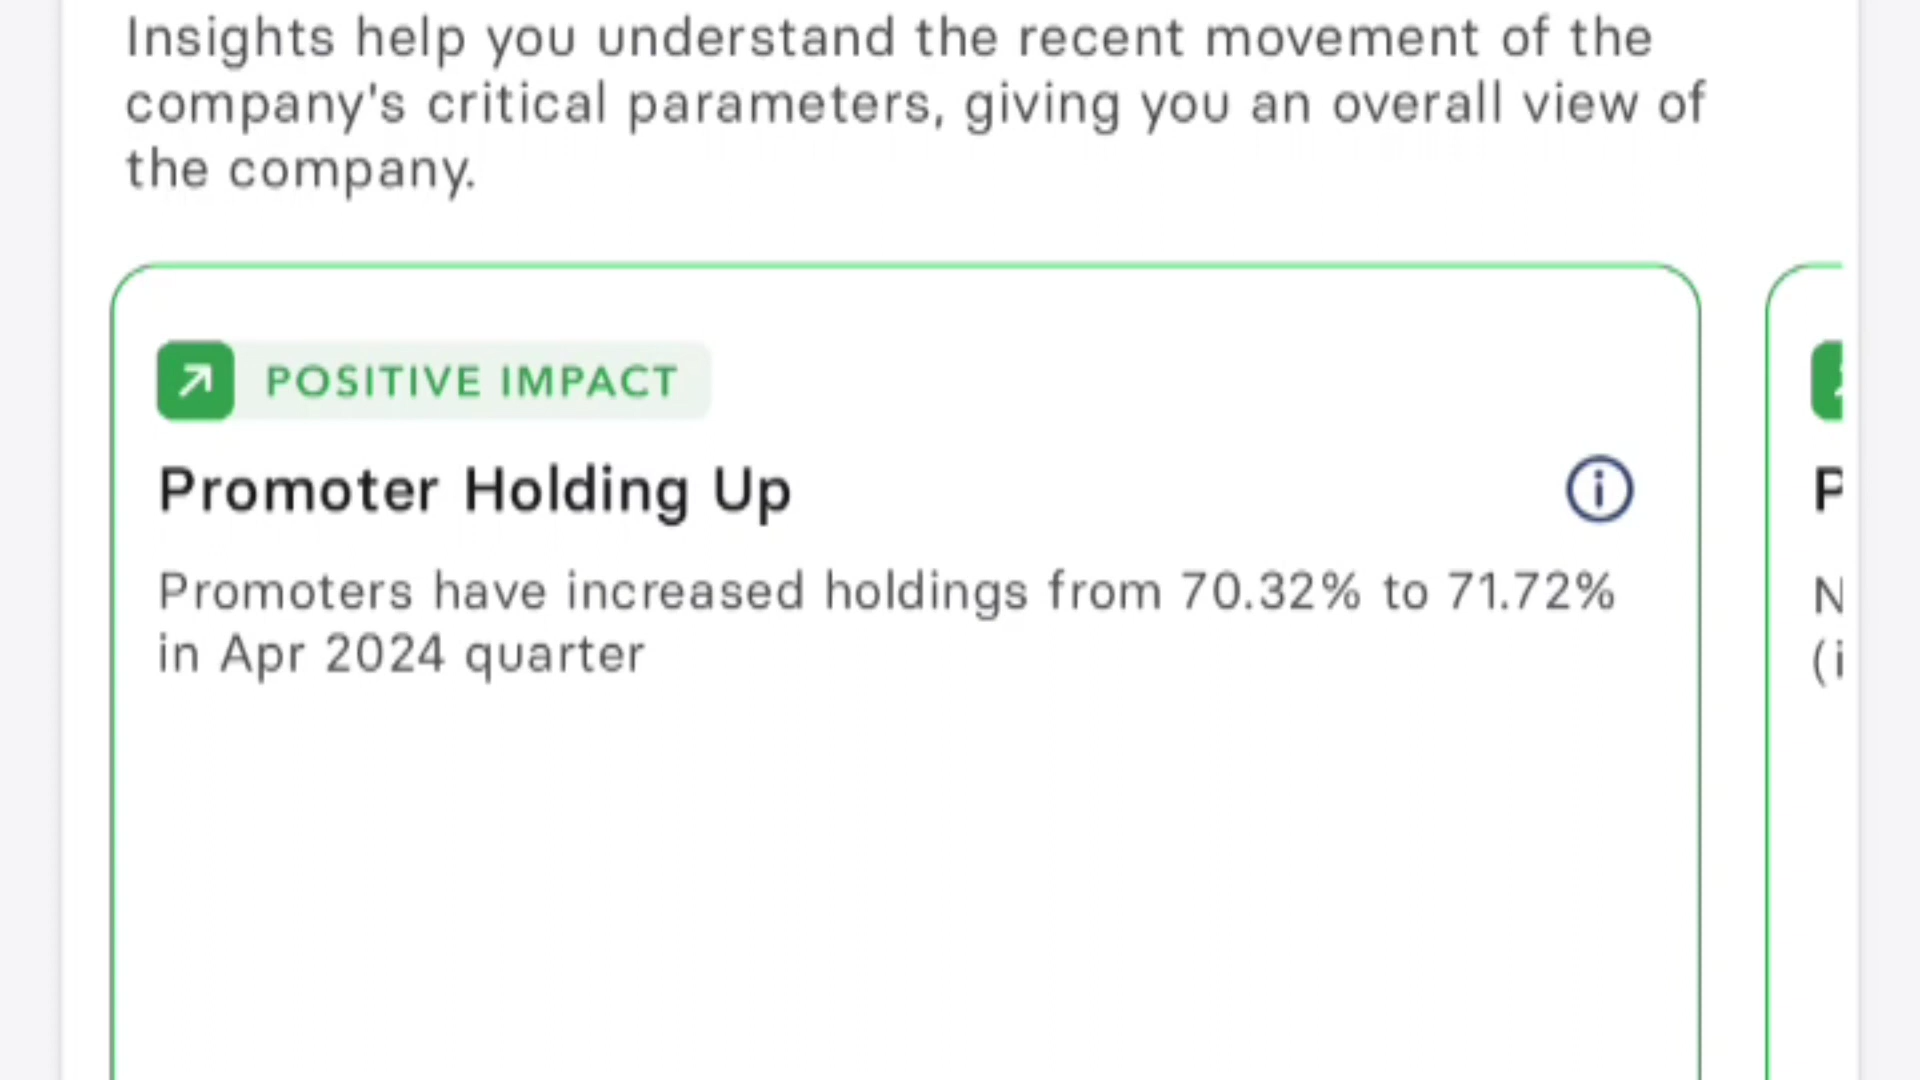 Insights help you understand the recent movement of the
company's critical parameters, giving you an overall view of
the company.
POSITIVE IMPACT
Promoter Holding Up
Promoters have increased holdings from 70.32% to 71.72%
in Apr 2024 quarter
P
N
(i